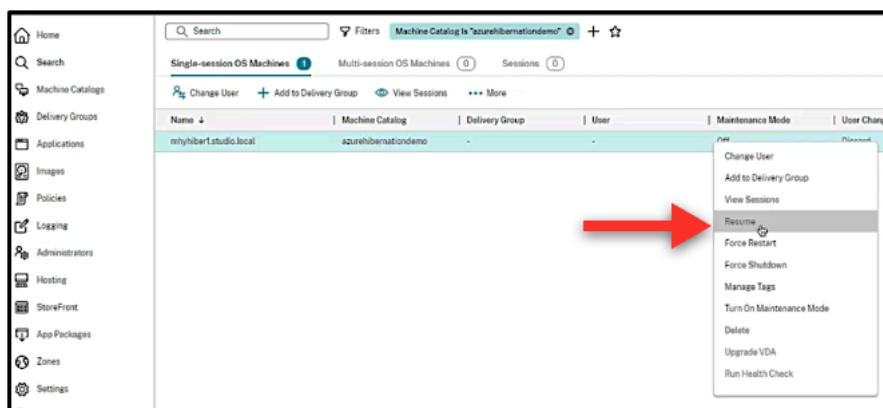 Home
Search
Machine Catalogs
Delivery Groups
Applications
Images
Policies
Logging
Administrators
Hosting
StoreFront
App Packages
Zones
Settings
Search Filters Machine Catalog Is "azurehibernationdemo"
Single-session OS Machines 1 Multi-session OS Machines 0 Sessions 0
Change User Add to Delivery Group View Sessions More
Name Machine Catalog Delivery Group User Maintenance Mode User Chang
mhyhiber1.studio.local azurehibernationdemo - - Off Discard
Change User
Add to Delivery Group
View Sessions
Resume
Force Restart
Force Shutdown
Manage Tags
Turn On Maintenance Mode
Delete
Upgrade VDA
Run Health Check